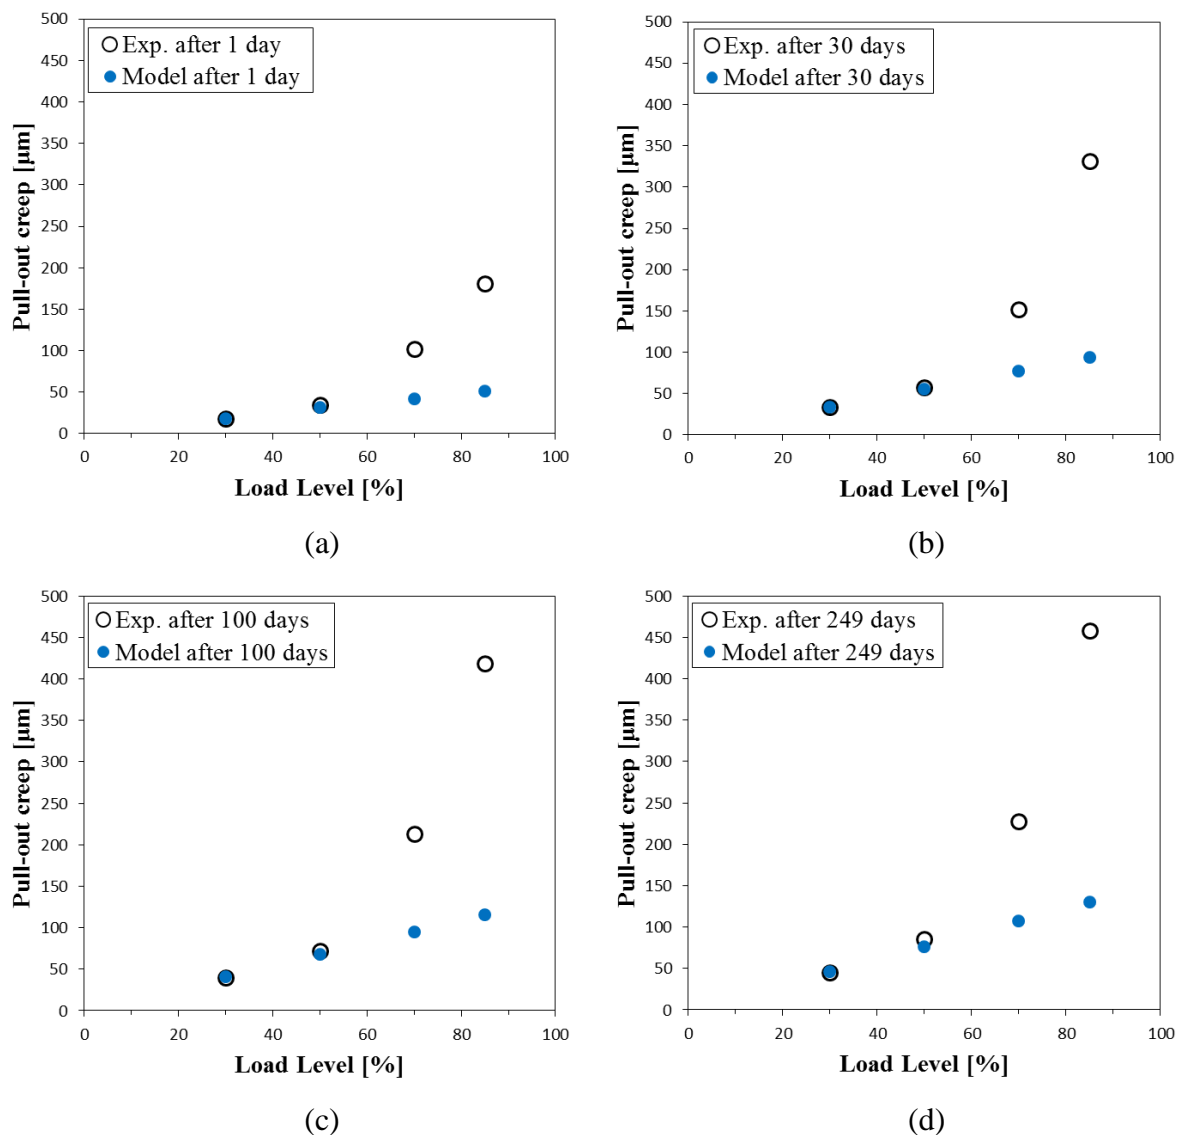 Exp. after 1 day
Model after 1 day
Pull-out creep [µm]
500
450
400
350
300
250
200
150
100
50
0
0 20 40 60 80 100
Load Level [%]
(a)
Exp. after 30 days
Model after 30 days
Pull-out creep [µm]
500
450
400
350
300
250
200
150
100
50
0
0 20 40 60 80 100
Load Level [%]
(b)
Exp. after 100 days
Model after 100 days
Pull-out creep [µm]
500
450
400
350
300
250
200
150
100
50
0
0 20 40 60 80 100
Load Level [%]
(c)
Exp. after 249 days
Model after 249 days
Pull-out creep [µm]
500
450
400
350
300
250
200
150
100
50
0
0 20 40 60 80 100
Load Level [%]
(d)